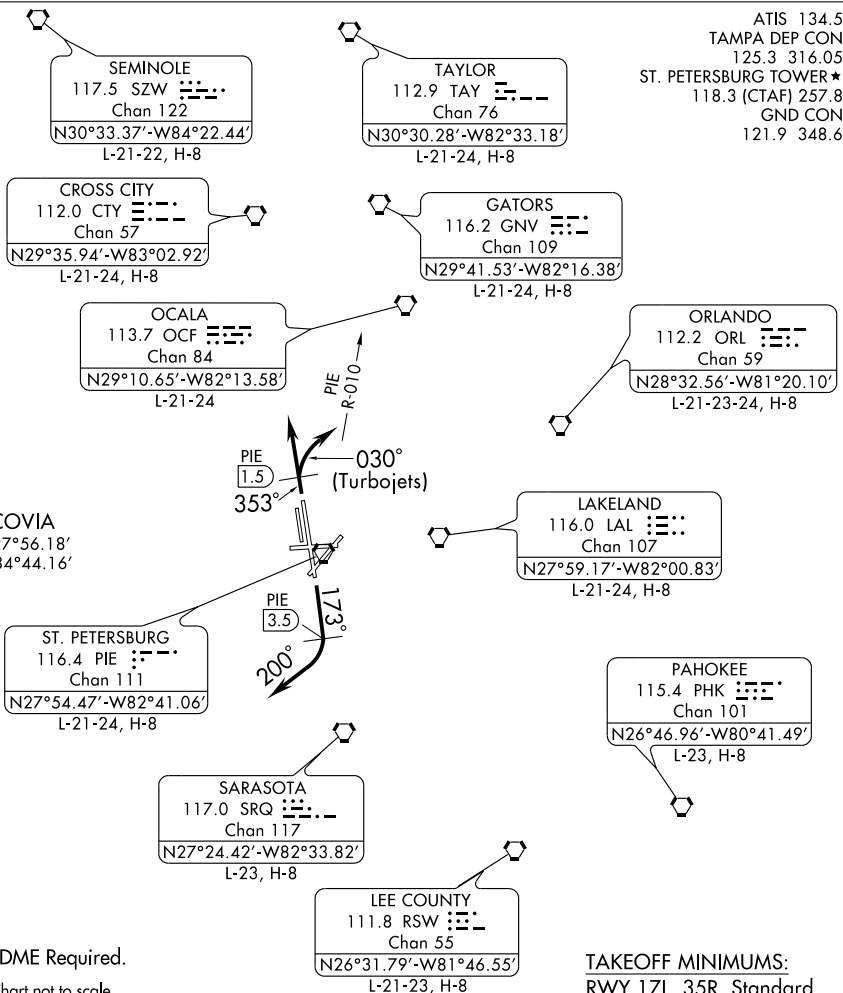 ATIS 134.5
TAMPA DEP CON
125.3 316.05
ST. PETERSBURG TOWER★
118.3 (CTAF) 257.8
GND CON
121.9 348.6
SEMINOLE
117.5 SZW
Chan 122
N30°33.37′-W84°22.44′
L-21-22, H-8
TAYLOR
112.9 TAY
Chan 76
N30°30.28′-W82°33.18′
L-21-24, H-8
CROSS CITY
112.0 CTY
Chan 57
N29°35.94′-W83°02.92′
L-21-24, H-8
GATORS
116.2 GNV
Chan 109
N29°41.53′-W82°16.38′
L-21-24, H-8
OCALA
113.7 OCF
Chan 84
N29°10.65′-W82°13.58′
L-21-24
ORLANDO
112.2 ORL
Chan 59
N28°32.56′-W81°20.10′
L-21-23-24, H-8
PIE
R-010
PIE
1.5
353°
030°
(Turbojets)
COVIA
27°56.18′
84°44.16′
LAKELAND
116.0 LAL
Chan 107
N27°59.17′-W82°00.83′
L-21-24, H-8
PIE
3.5
173°
200°
ST. PETERSBURG
116.4 PIE
Chan 111
N27°54.47′-W82°41.06′
L-21-24, H-8
PAHOKEE
115.4 PHK
Chan 101
N26°46.96′-W80°41.49′
L-23, H-8
SARASOTA
117.0 SRQ
Chan 117
N27°24.42′-W82°33.82′
L-23, H-8
LEE COUNTY
111.8 RSW
Chan 55
N26°31.79′-W81°46.55′
L-21-23, H-8
DME Required.
Chart not to scale
TAKEOFF MINIMUMS:
RWY 17L, 35R, Standard